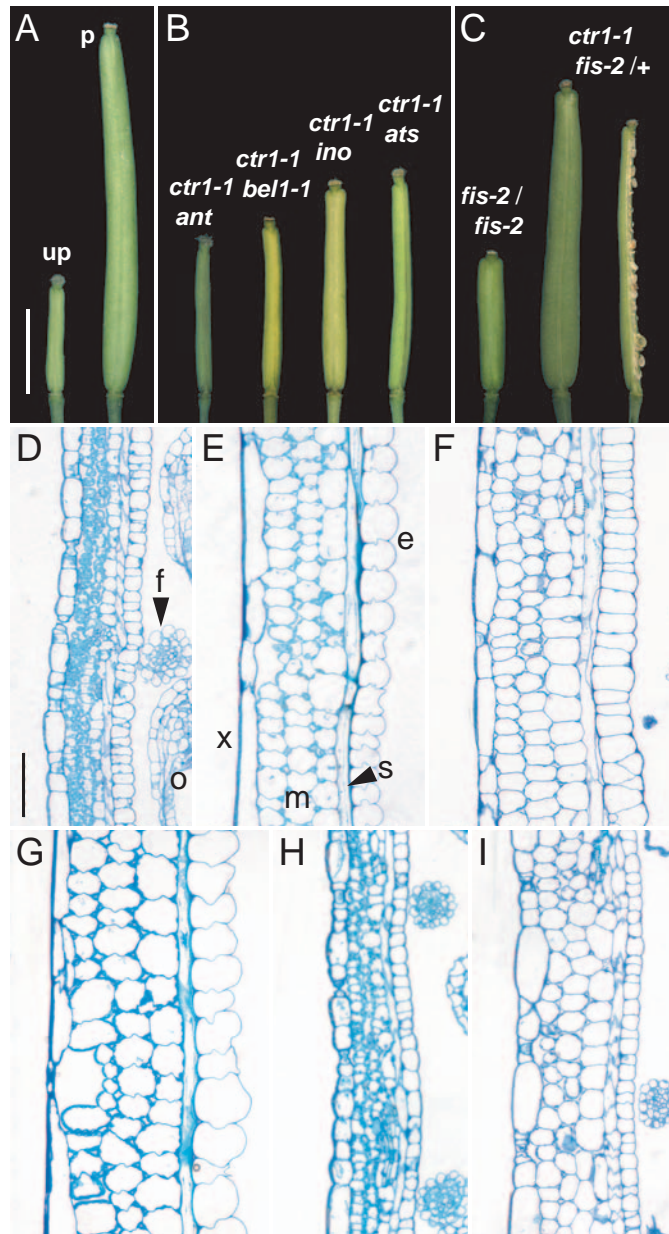 A
p
up
B
ctr1-1
ant
ctr1-1
bel1-1
ctr1-1
ino
ctr1-1
ats
C
ctr1-1
fis-2 /+
fis-2 /
fis-2
D
f
o
E
e
x
s
m
F
G
H
I